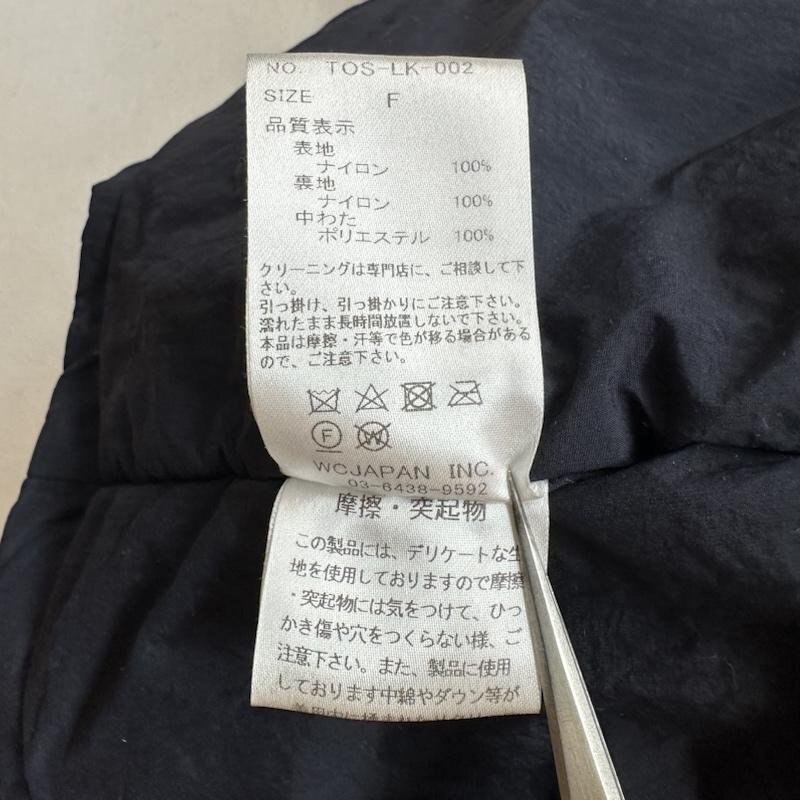 NO. TOS-LK-002
SIZE F
品質表示
表地
ナイロン 100%
裏地
ナイロン 100%
中わた
ポリエステル 100%
クリーニングは専門店に、ご相談して下
さい。
引っ掛け、引っ掛かりにご注意下さい。
濡れたまま長時間放置しないで下さい。
本品は摩擦・汗等で色が移る場合がある
ので、ご注意下さい。
F W
WCJAPAN INC.
03-6438-9592
摩擦・突起物
この製品には、デリケートな生
地を使用しておりますので摩擦
・突起物には気をつけて、ひっ
かき傷や穴をつくらない様、ご
注意下さい。また、製品に使用
しております中綿やダウン等が